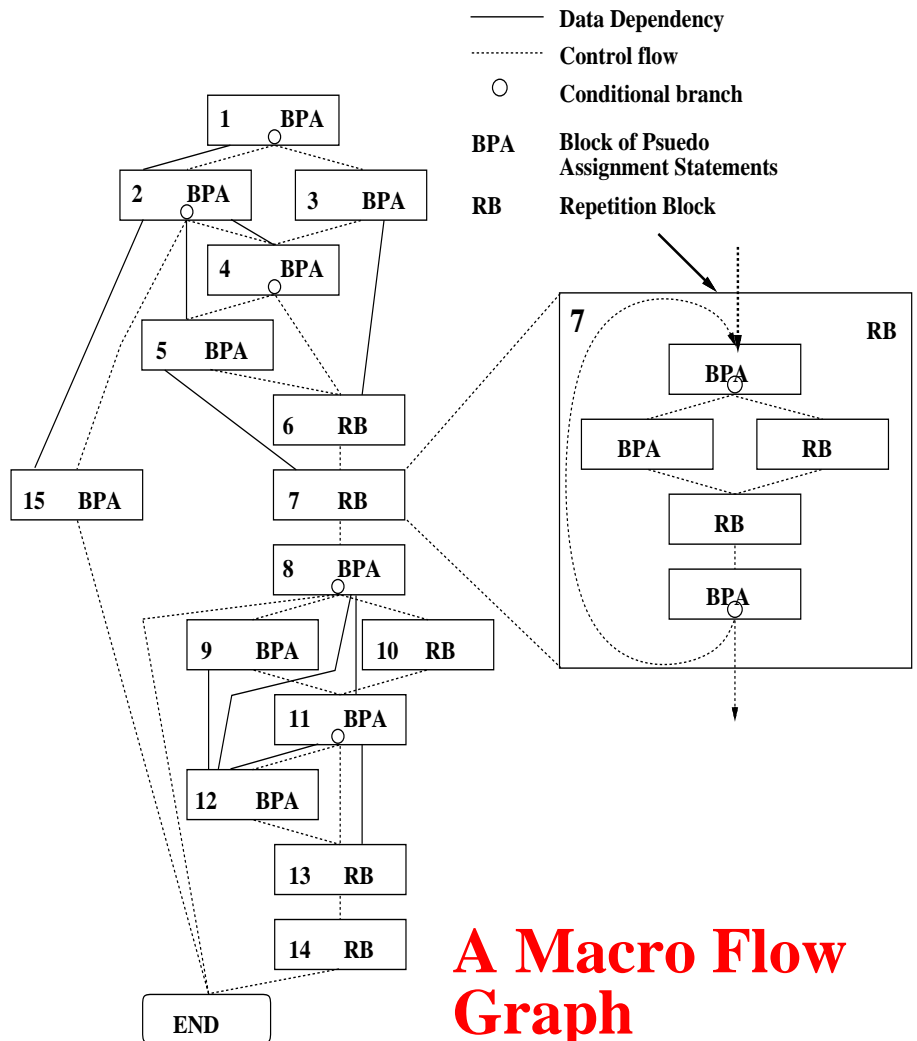 Data Dependency
Control flow
Conditional branch
BPA Block of Psuedo
Assignment Statements
RB Repetition Block
1 BPA
2 BPA
3 BPA
4 BPA
5 BPA
6 RB
15 BPA
7 RB
8 BPA
9 BPA
10 RB
11 BPA
12 BPA
13 RB
14 RB
END
7
RB
BPA
BPA
RB
RB
BPA
A Macro Flow
Graph